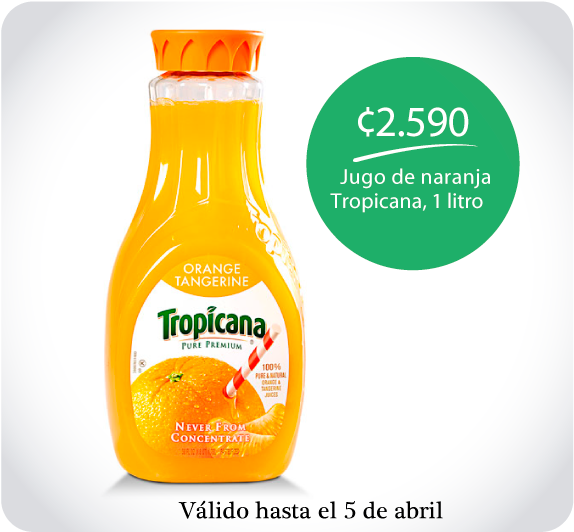 ¢2.590
Jugo de naranja
Tropicana, 1 litro
ORANGE
TANGERINE
Tropicana
PURE PREMIUM
100%
PURE & NATURAL
ORANGE &
TANGERINE
JUICES
NEVER FROM
CONCENTRATE
Válido hasta el 5 de abril